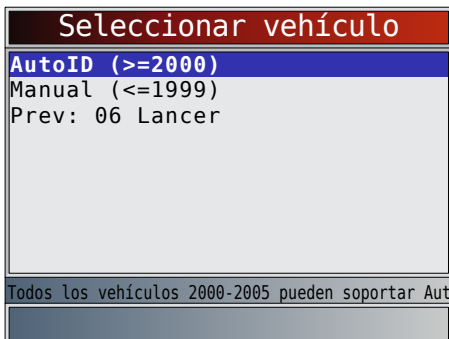 Seleccionar vehículo
AutoID (>=2000)
Manual (<=1999)
Prev: 06 Lancer
Todos los vehículos 2000-2005 pueden soportar Aut